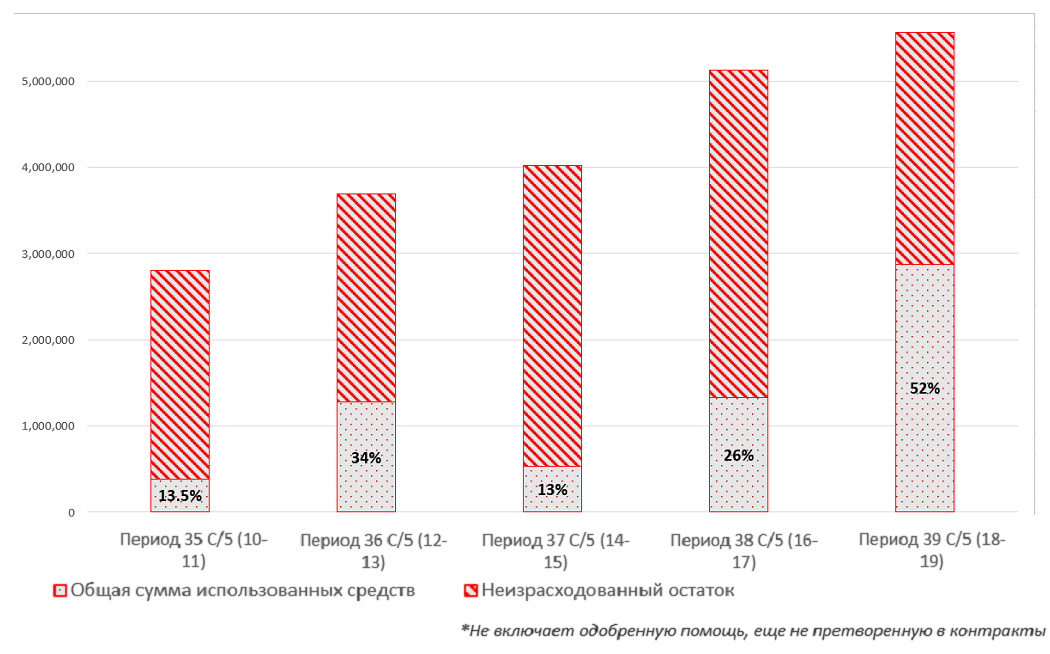 5,000,000
4,000,000
3,000,000
2,000,000
1,000,000
0
13.5%
34%
13%
26%
52%
Период 35 C/5 (10-
11)
Период 36 C/5 (12-
13)
Период 37 C/5 (14-
15)
Период 38 C/5 (16-
17)
Период 39 C/5 (18-
19)
Общая сумма использованных средств
Неизрасходованный остаток
*Не включает одобренную помощь, еще не претворенную в контракты